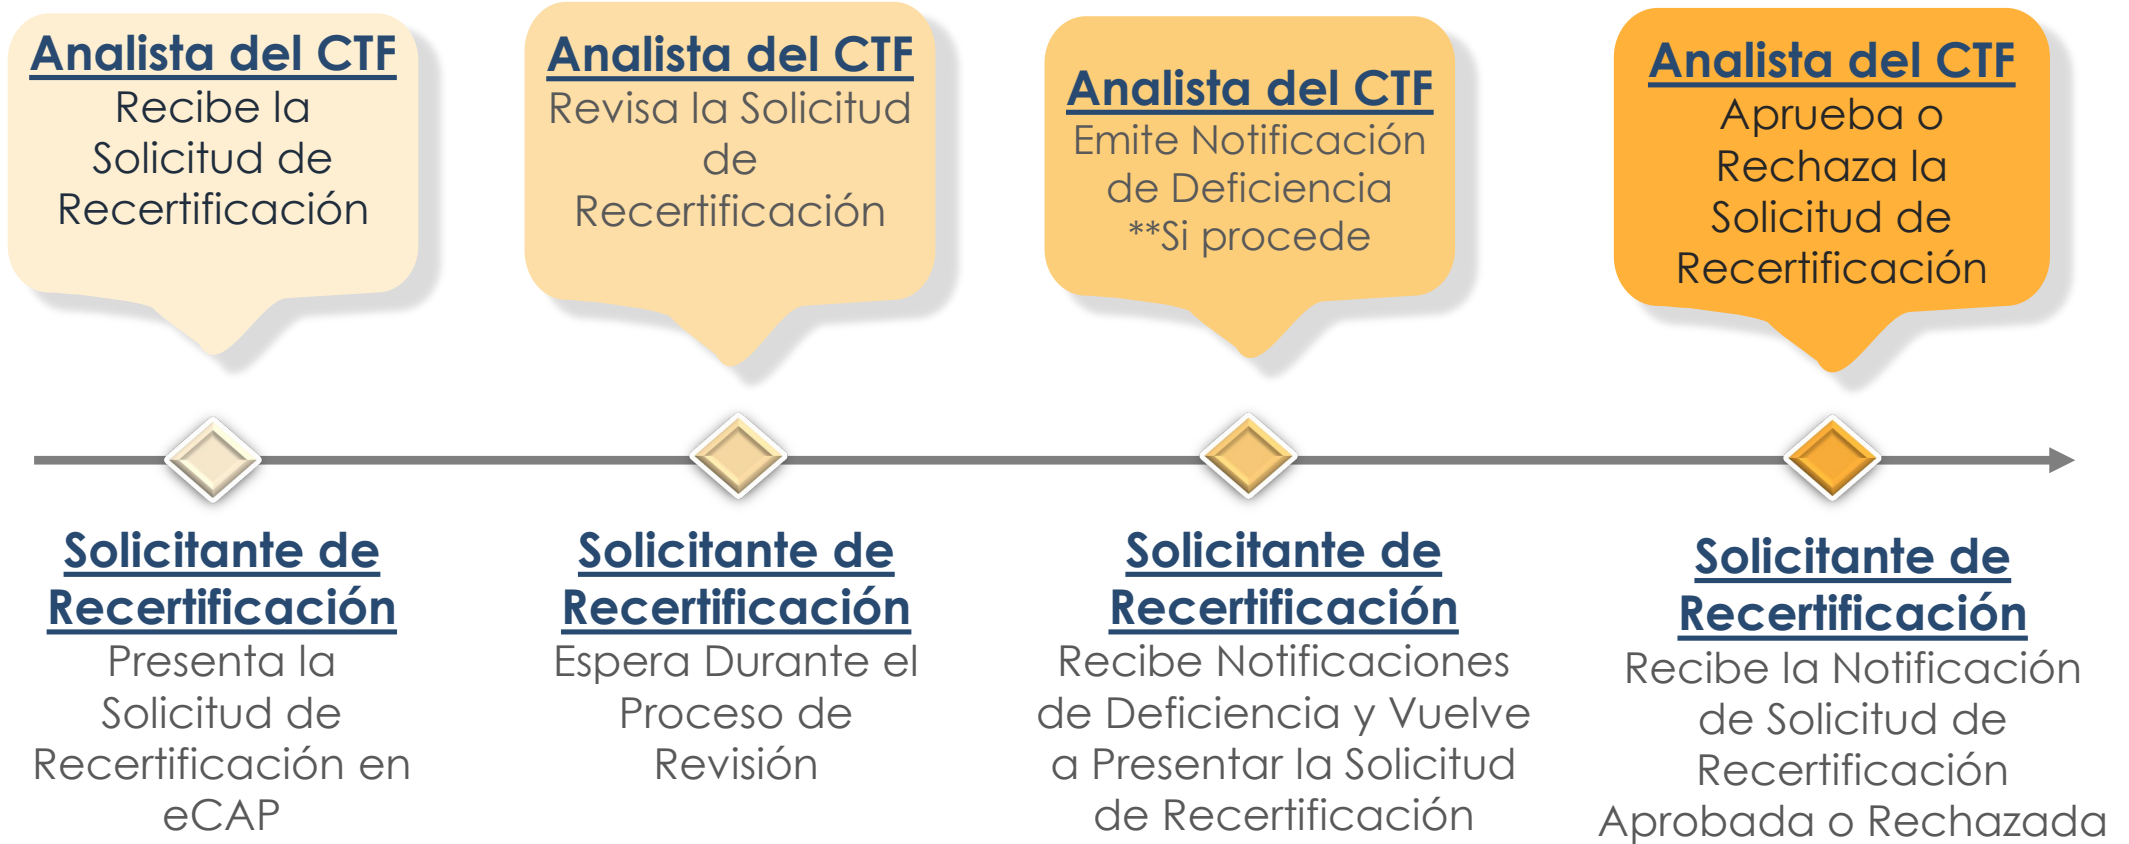 Analista del CTF
Recibe la
Solicitud de
Recertificación
Analista del CTF
Revisa la Solicitud
de
Recertificación
Analista del CTF
Emite Notificación
de Deficiencia
**Si procede
Analista del CTF
Aprueba o
Rechaza la
Solicitud de
Recertificación
Solicitante de
Recertificación
Presenta la
Solicitud de
Recertificación en
eCAP
Solicitante de
Recertificación
Espera Durante el
Proceso de
Revisión
Solicitante de
Recertificación
Recibe Notificaciones
de Deficiencia y Vuelve
a Presentar la Solicitud
de Recertificación
Solicitante de
Recertificación
Recibe la Notificación
de Solicitud de
Recertificación
Aprobada o Rechazada